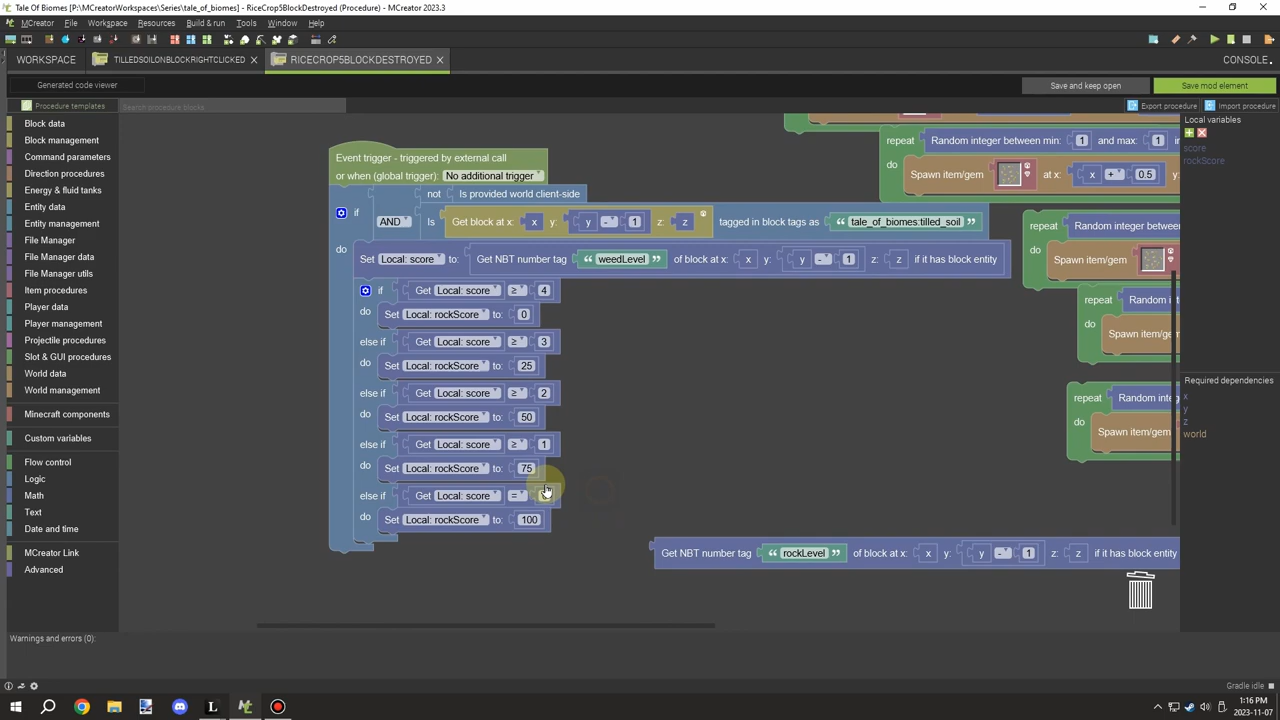 Tale Of Biomes [P:\MCreatorWorkspaces\Series\tale_of_biomes] - RiceCrop5BlockDestroyed (Procedure) - MCreator 2023.3
MCreator File Workspace Resources Build & run Tools Window Help
WORKSPACE TILLEDSOILONBLOCKRIGHTCLICKED RICECROP5BLOCKDESTROYED CONSOLE
Generated code viewer Save and keep open Save mod element
Procedure templates Search procedure blocks Export procedure Import procedure
Block data
Block management
Command parameters
Direction procedures
Energy & fluid tanks
Entity data
Entity management
File Manager
File Manager data
File Manager utils
Item procedures
Player data
Player management
Projectile procedures
Slot & GUI procedures
World data
World management
Minecraft components
Custom variables
Flow control
Logic
Math
Text
Date and time
MCreator Link
Advanced
Event trigger - triggered by external call
or when (global trigger): No additional trigger
if not Is provided world client-side
AND Is Get block at x: x y: y - 1 z: z tagged in block tags as “ tale_of_biomes:tilled_soil ”
do Set Local: score to: Get NBT number tag “ weedLevel ” of block at x: x y: y - 1 z: z if it has block entity
if Get Local: score ≥ 4
do Set Local: rockScore to: 0
else if Get Local: score ≥ 3
do Set Local: rockScore to: 25
else if Get Local: score ≥ 2
do Set Local: rockScore to: 50
else if Get Local: score ≥ 1
do Set Local: rockScore to: 75
else if Get Local: score =
do Set Local: rockScore to: 100
repeat Random integer between min: 1 and max: 1
do Spawn item/gem at x: x + 0.5 y:
repeat Random integer between
do Spawn item/gem
repeat Random
do Spawn item/gem
repeat Random
do Spawn item/gem
Get NBT number tag “ rockLevel ” of block at x: x y: y - 1 z: z if it has block entity
Local variables
score
rockScore
Required dependencies
x
y
z
world
Warnings and errors (0):
Gradle idle
1:16 PM
2023-11-07